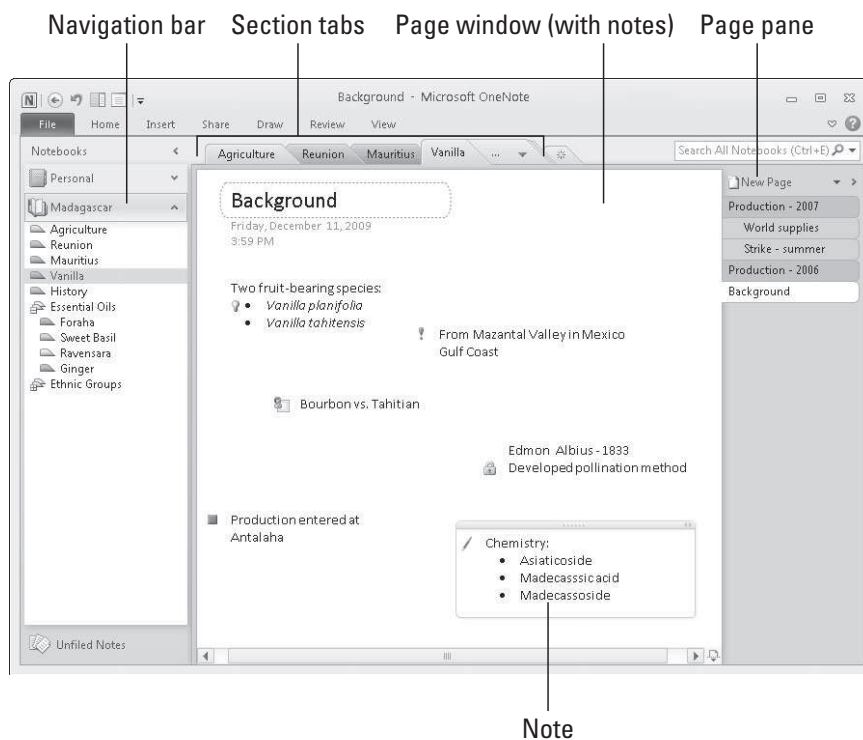 Navigation bar Section tabs Page window (with notes) Page pane
Background - Microsoft OneNote
File Home Insert Share Draw Review View
Notebooks
Agriculture Reunion Mauritius Vanilla ...
Search All Notebooks (Ctrl+E)
Personal
New Page
Madagascar
Background
Production - 2007
Agriculture
Friday, December 11, 2009
World supplies
Reunion
3:59 PM
Strike - summer
Mauritius
Production - 2006
Vanilla
Background
History
Two fruit-bearing species:
Essential Oils
• Vanilla planifolia
Foraha
• Vanilla tahitensis
Sweet Basil
From Mazantal Valley in Mexico
Ravensara
Gulf Coast
Ginger
Ethnic Groups
Bourbon vs. Tahitian
Edmon Albius - 1833
Developed pollination method
Production entered at
Antalaha
Chemistry:
• Asiaticoside
• Madecasssic acid
• Madecassoside
Unfiled Notes
Note